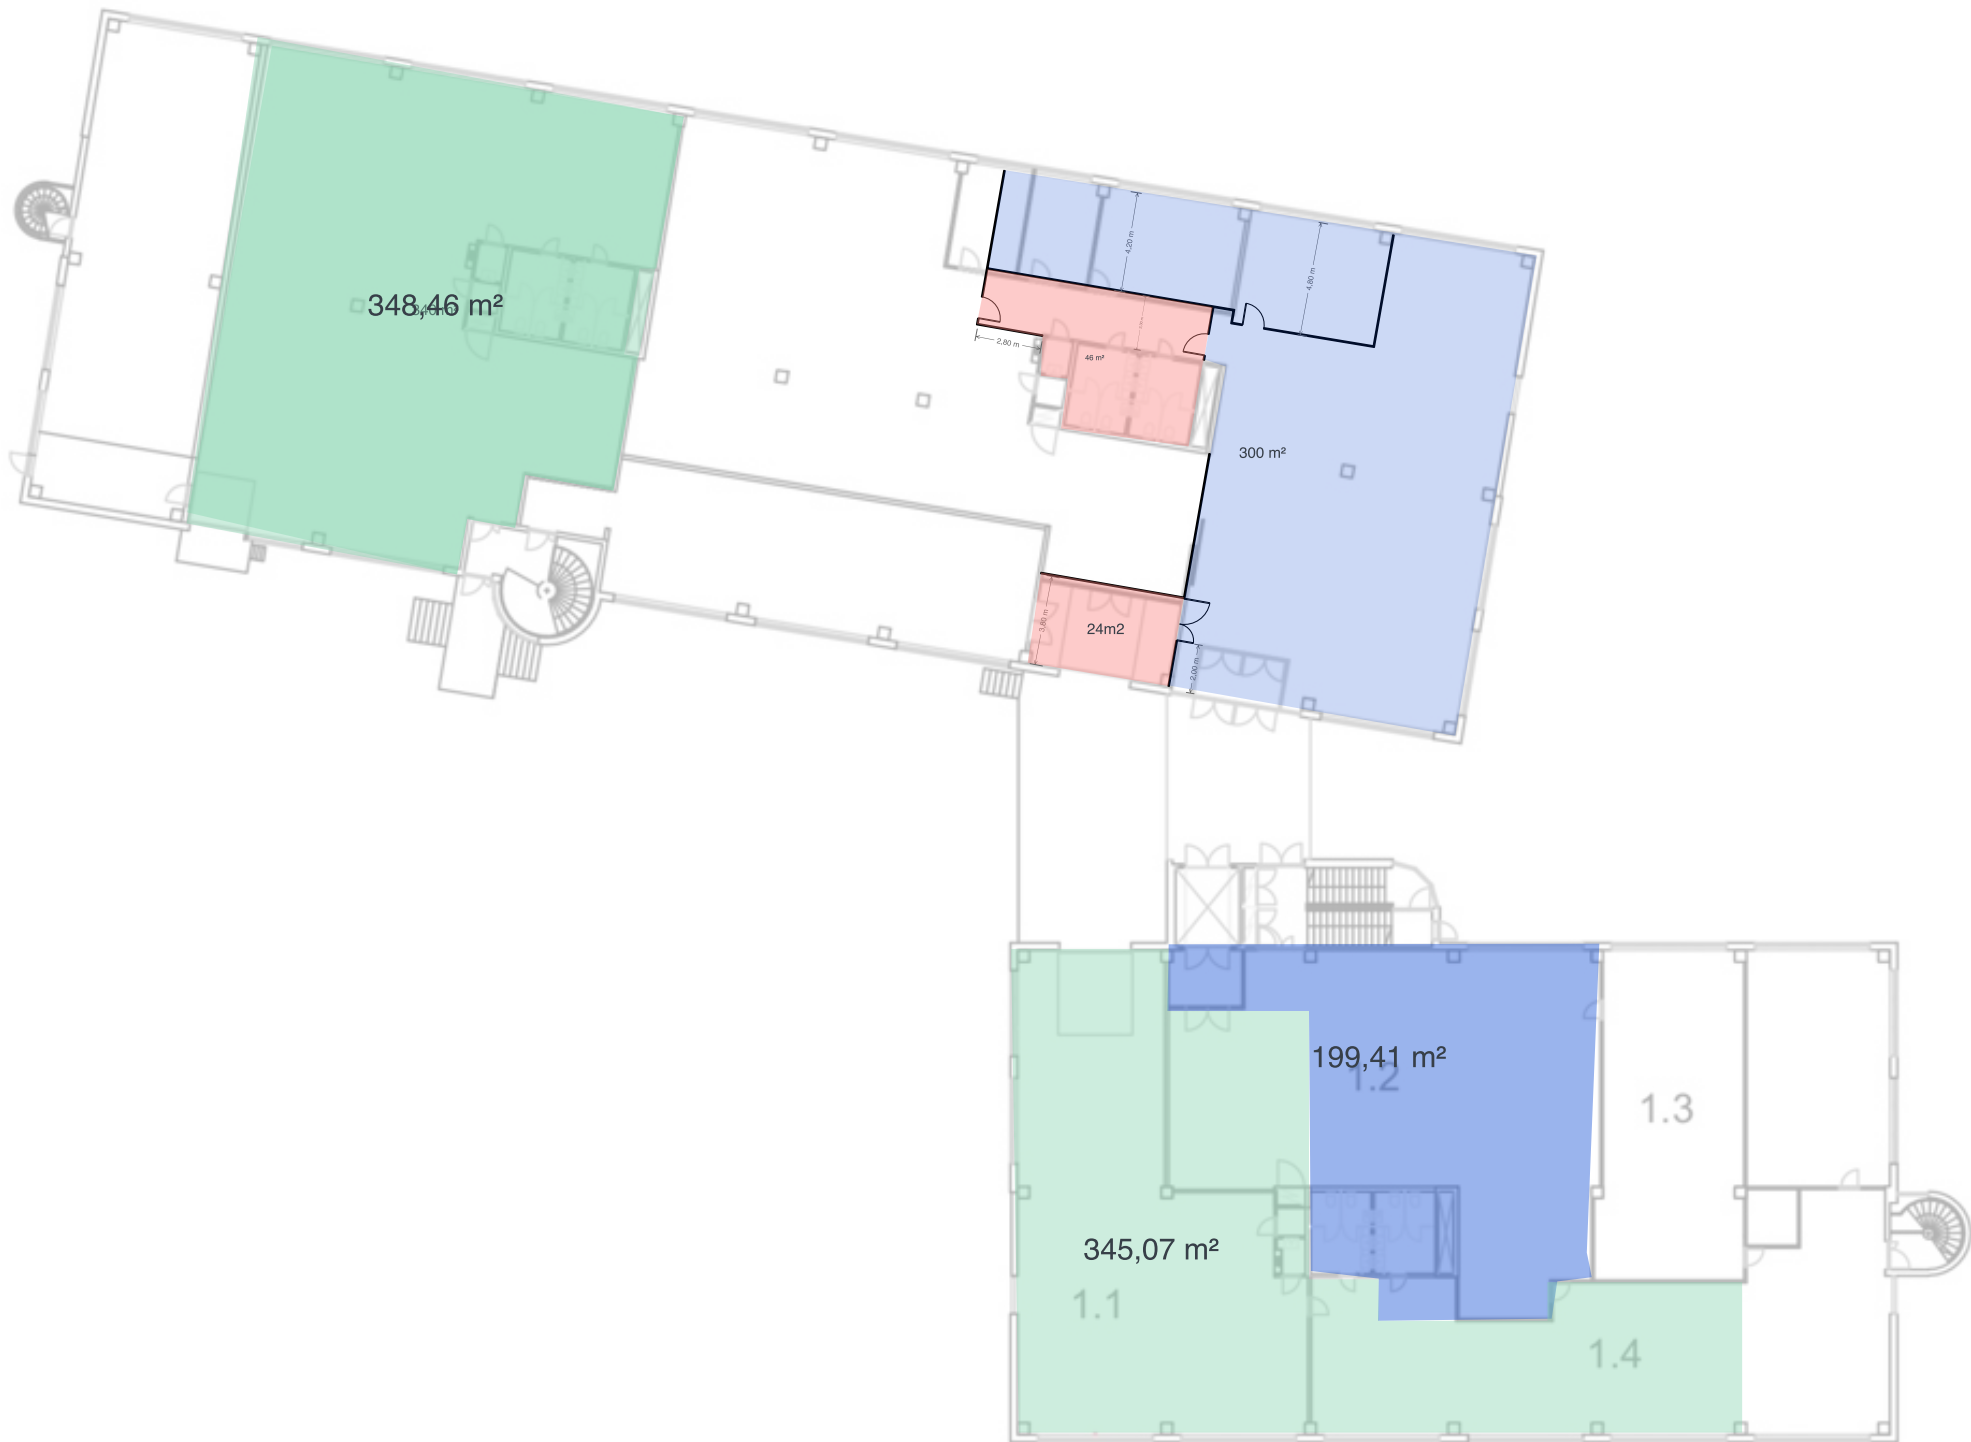 348,46 m²
4,20 m
4,80 m
2,80 m
46 m²
300 m²
3,80 m
24m2
2,00 m
199,41 m²
1.2
1.3
345,07 m²
1.1
1.4